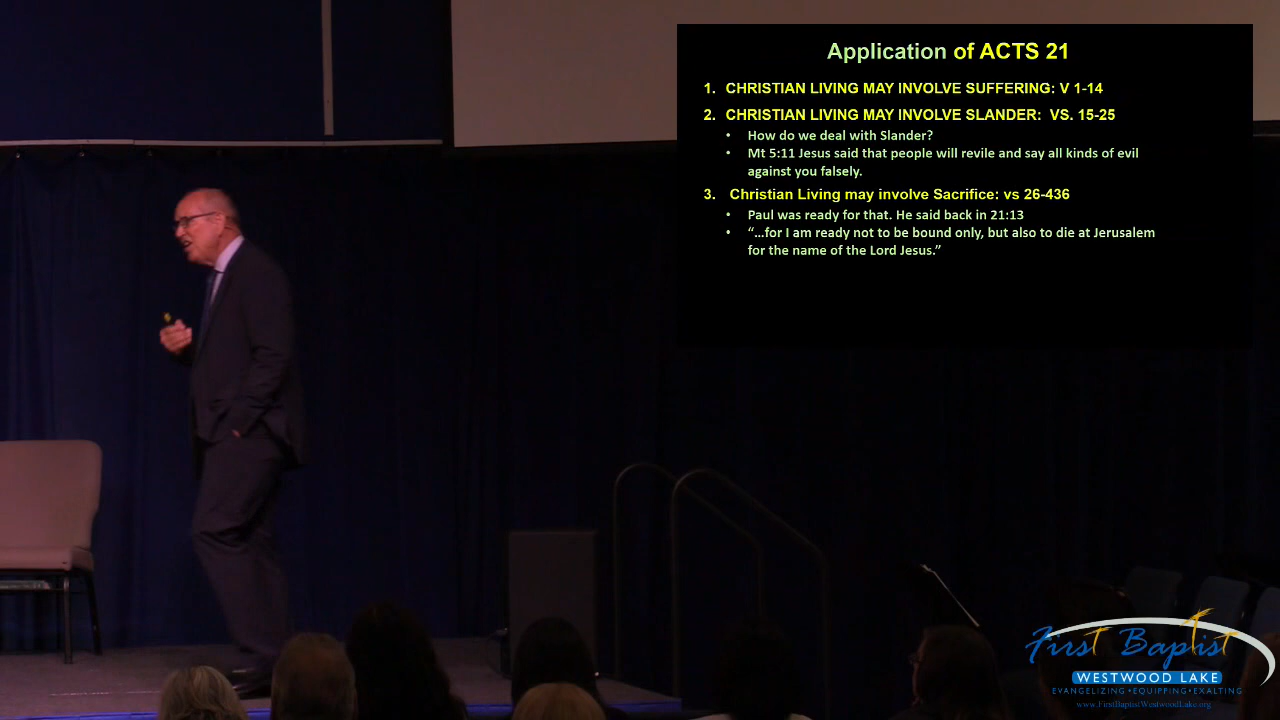 Application of ACTS 21
1. CHRISTIAN LIVING MAY INVOLVE SUFFERING: V 1-14
2. CHRISTIAN LIVING MAY INVOLVE SLANDER: VS. 15-25
• How do we deal with Slander?
• Mt 5:11 Jesus said that people will revile and say all kinds of evil
against you falsely.
3. Christian Living may involve Sacrifice: vs 26-436
• Paul was ready for that. He said back in 21:13
• “…for I am ready not to be bound only, but also to die at Jerusalem
for the name of the Lord Jesus.”
First Baptist
WESTWOOD LAKE
EVANGELIZING•EQUIPPING•EXALTING
www.FirstBaptistWestwoodLake.org